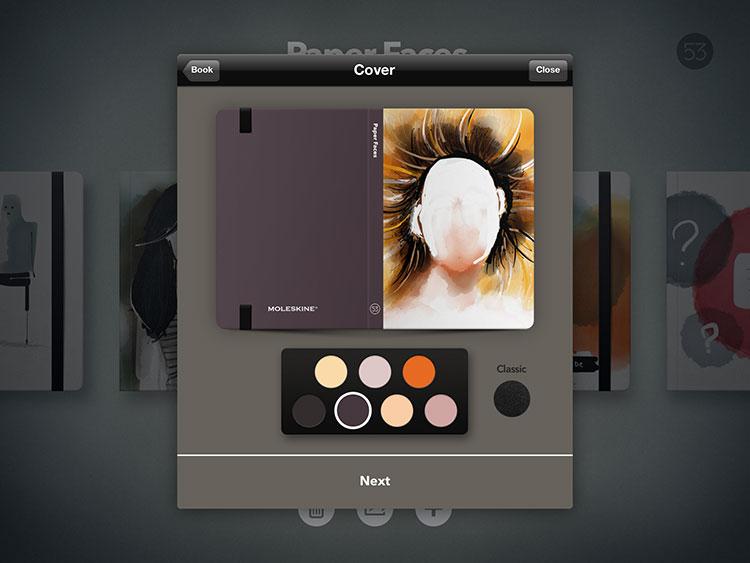 Paper Faces
53
Book
Cover
Close
Paper Faces
MOLESKINE®
53
?
?
Classic
Next